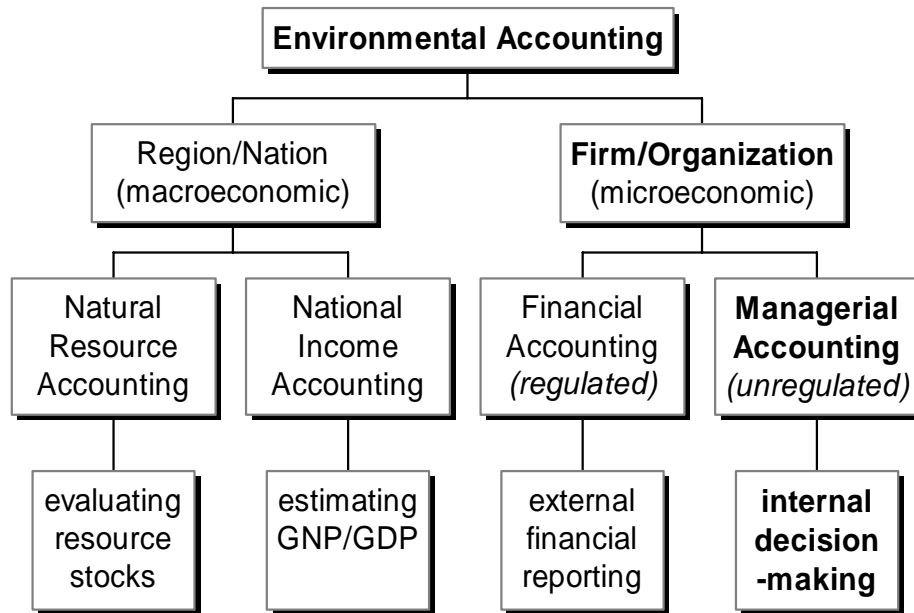 Environmental Accounting
Region/Nation
(macroeconomic)
Firm/Organization
(microeconomic)
Natural
Resource
Accounting
National
Income
Accounting
Financial
Accounting
(regulated)
Managerial
Accounting
(unregulated)
evaluating
resource
stocks
estimating
GNP/GDP
external
financial
reporting
internal
decision
-making